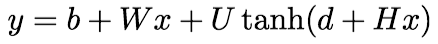 y = b + Wx + U tanh(d + Hx)